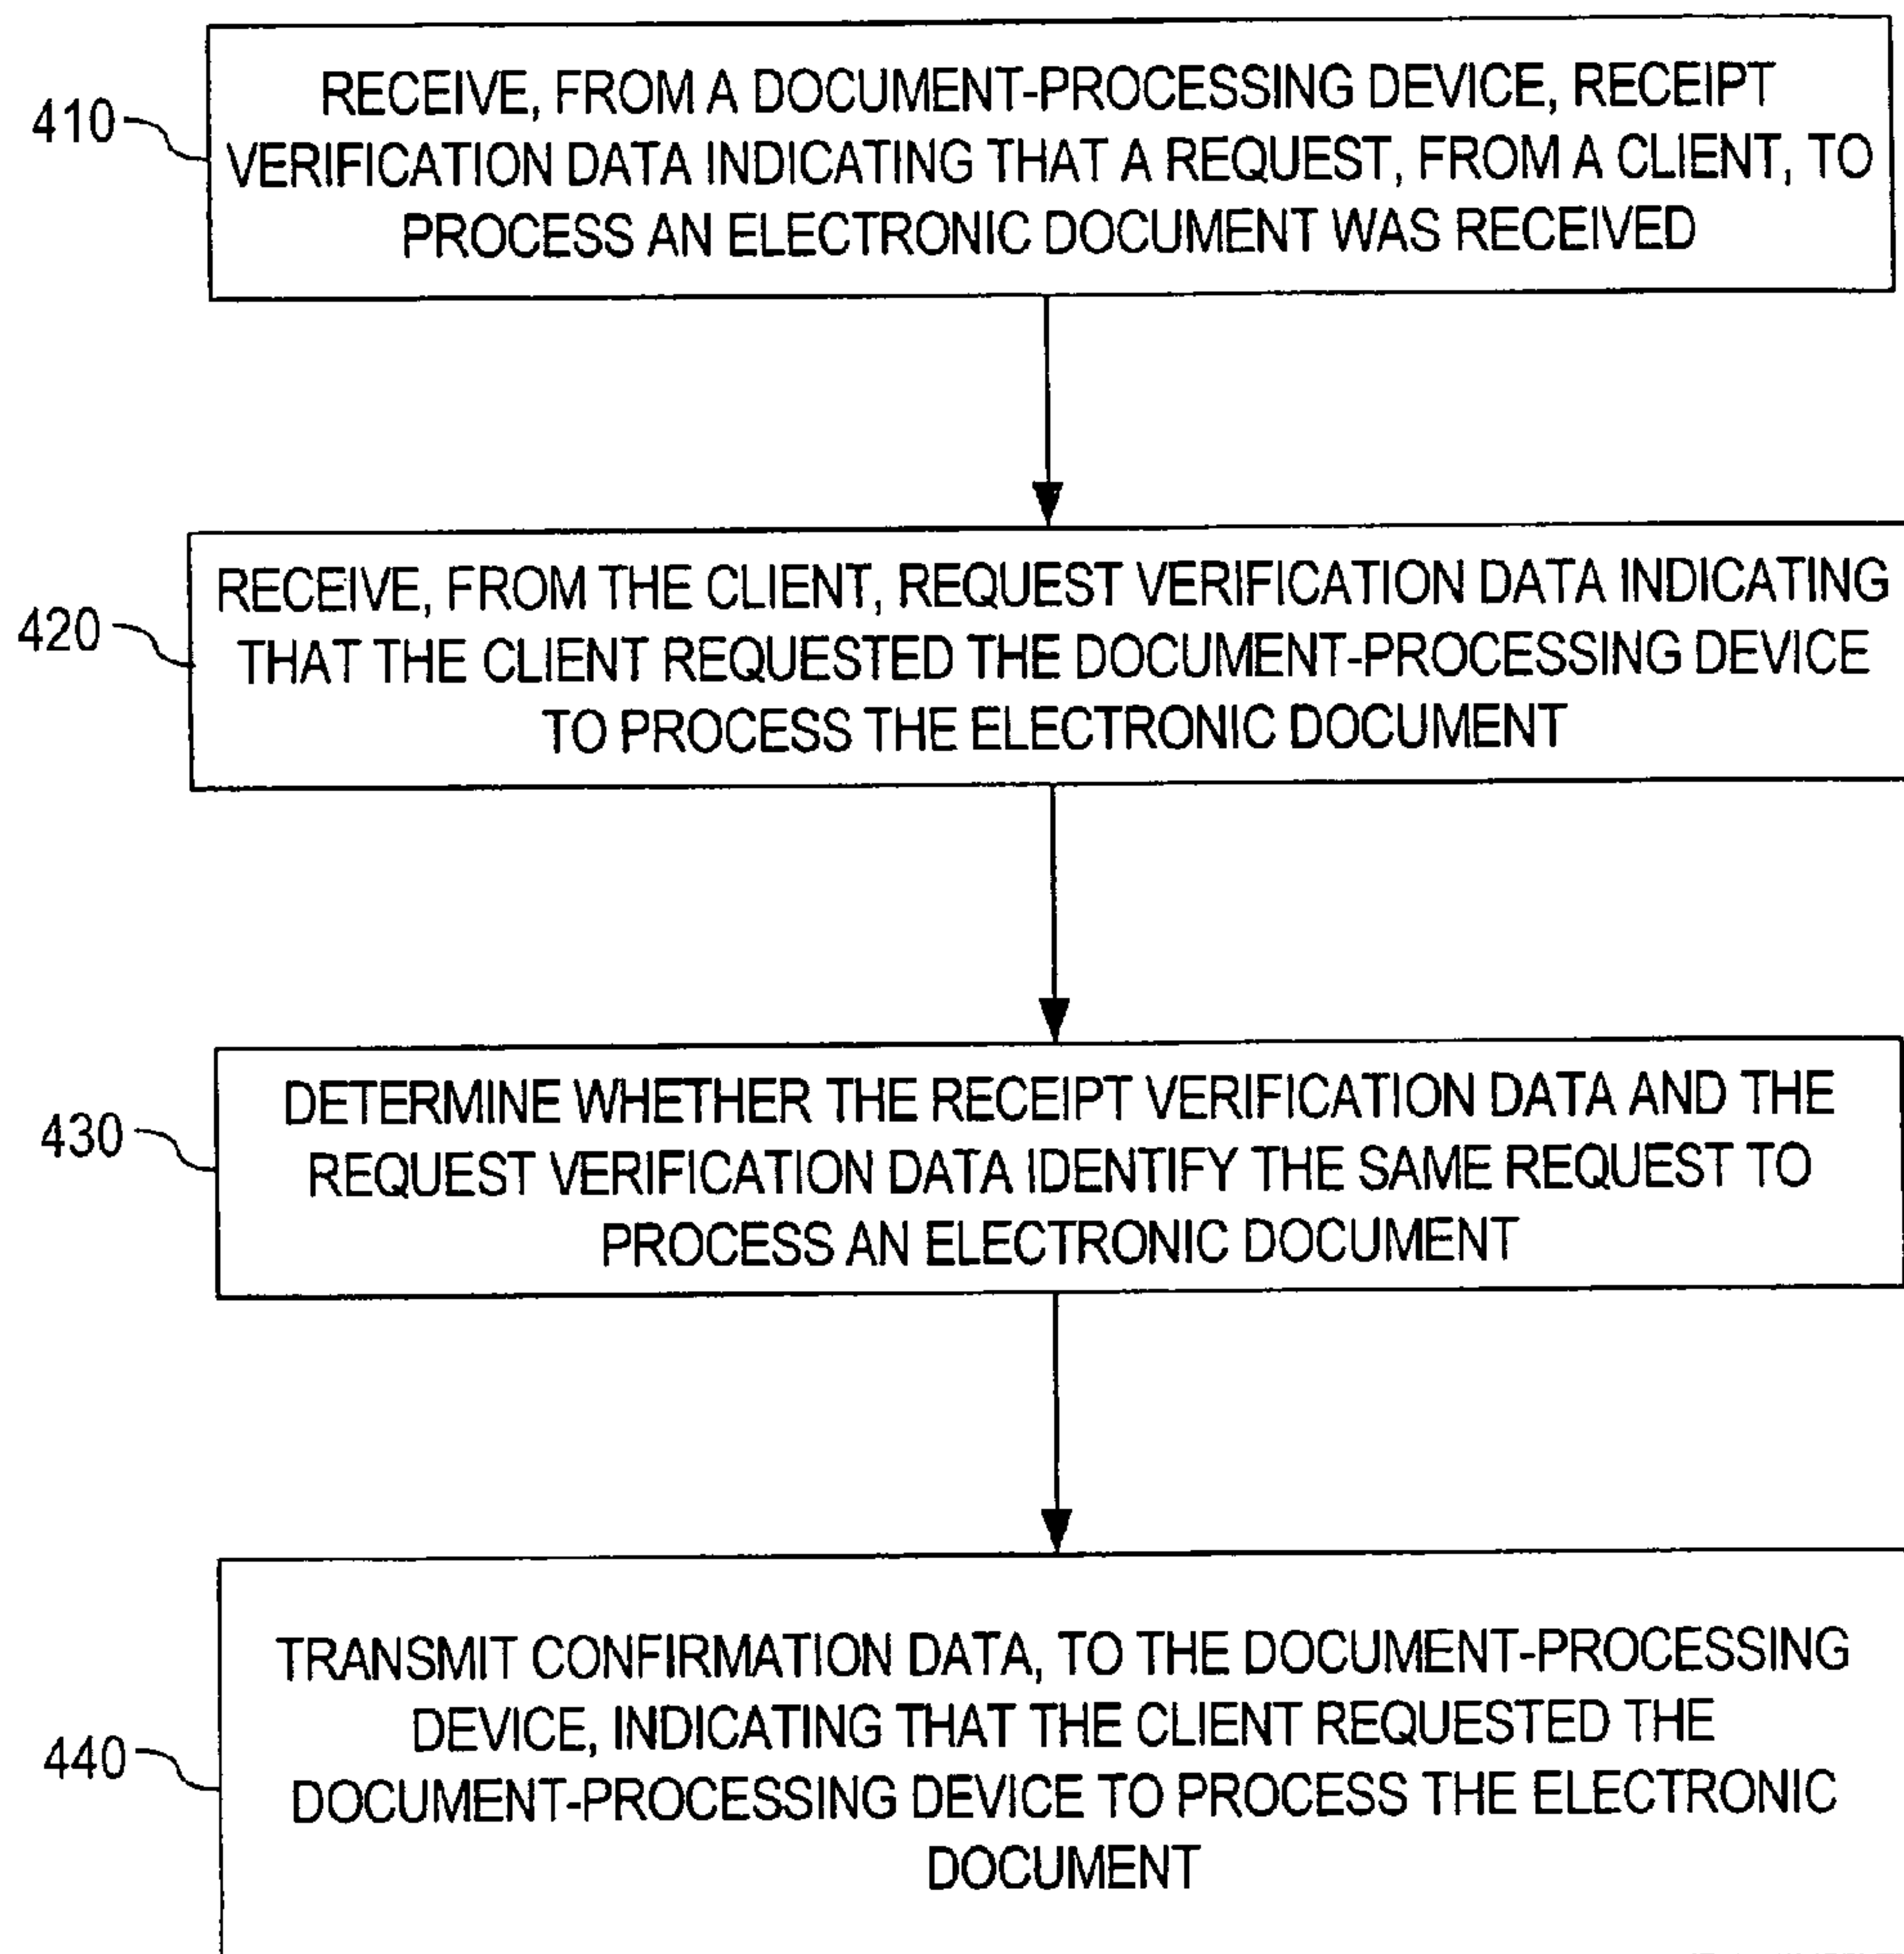 410
RECEIVE, FROM A DOCUMENT-PROCESSING DEVICE, RECEIPT
VERIFICATION DATA INDICATING THAT A REQUEST, FROM A CLIENT, TO
PROCESS AN ELECTRONIC DOCUMENT WAS RECEIVED
420
RECEIVE, FROM THE CLIENT, REQUEST VERIFICATION DATA INDICATING
THAT THE CLIENT REQUESTED THE DOCUMENT-PROCESSING DEVICE
TO PROCESS THE ELECTRONIC DOCUMENT
430
DETERMINE WHETHER THE RECEIPT VERIFICATION DATA AND THE
REQUEST VERIFICATION DATA IDENTIFY THE SAME REQUEST TO
PROCESS AN ELECTRONIC DOCUMENT
440
TRANSMIT CONFIRMATION DATA, TO THE DOCUMENT-PROCESSING
DEVICE, INDICATING THAT THE CLIENT REQUESTED THE
DOCUMENT-PROCESSING DEVICE TO PROCESS THE ELECTRONIC
DOCUMENT